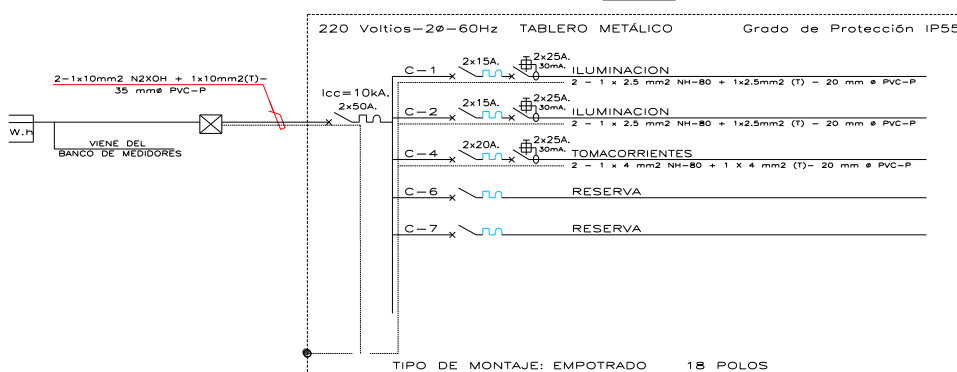 220 Voltios-2ø-60Hz TABLERO METÁLICO Grado de Protección IP55
2-1x10mm2 N2XOH + 1x10mm2(T)-
35 mmø PVC-P
W.h
VIENE DEL
BANCO DE MEDIDORES
Icc=10kA.
2x50A.
C-1 2x15A. 2x25A. 30mA. ILUMINACION
2 - 1 x 2.5 mm2 NH-80 + 1x2.5mm2 (T) - 20 mm ø PVC-P
C-2 2x15A. 2x25A. 30mA. ILUMINACION
2 - 1 x 2.5 mm2 NH-80 + 1x2.5mm2 (T) - 20 mm ø PVC-P
C-4 2x20A. 2x25A. 30mA. TOMACORRIENTES
2 - 1 x 4 mm2 NH-80 + 1 X 4 mm2 (T)- 20 mm ø PVC-P
C-6 RESERVA
C-7 RESERVA
TIPO DE MONTAJE: EMPOTRADO 18 POLOS